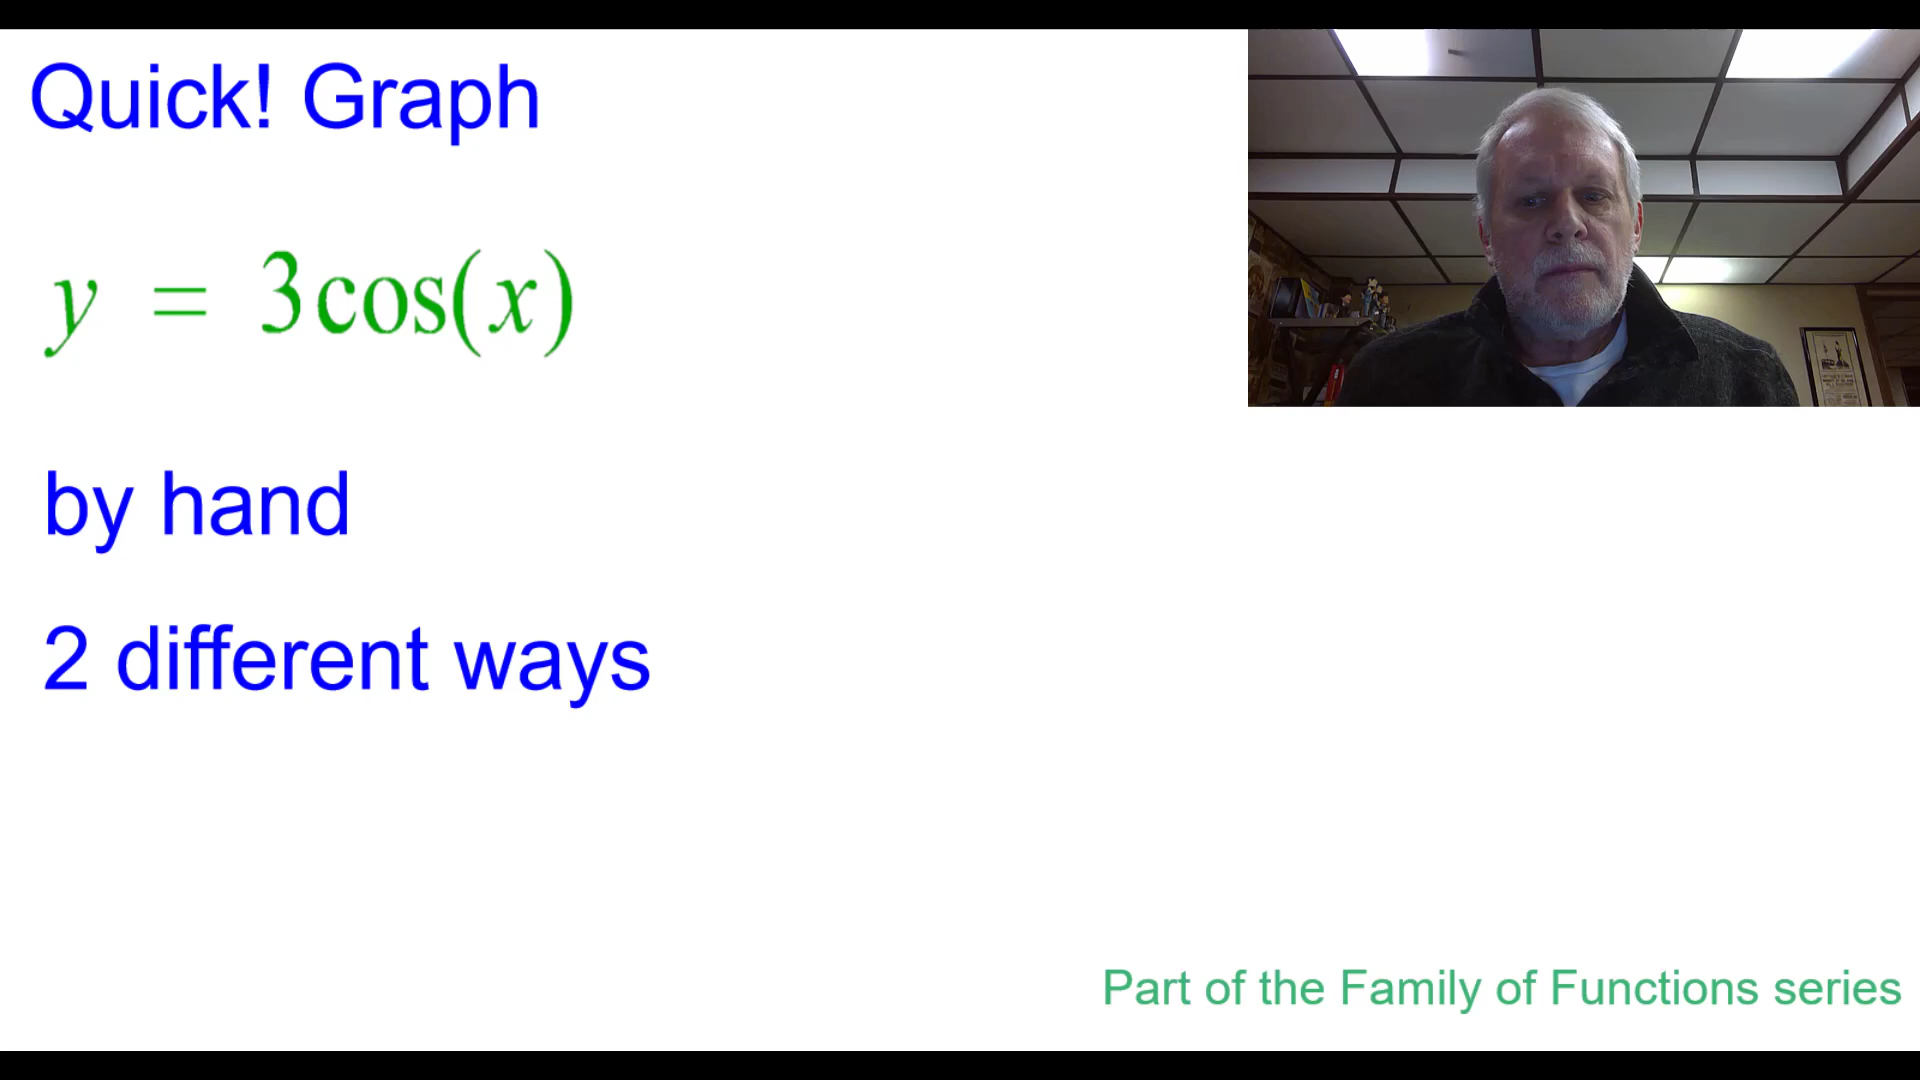 Quick! Graph
y = 3cos(x)
by hand
2 different ways
Part of the Family of Functions series